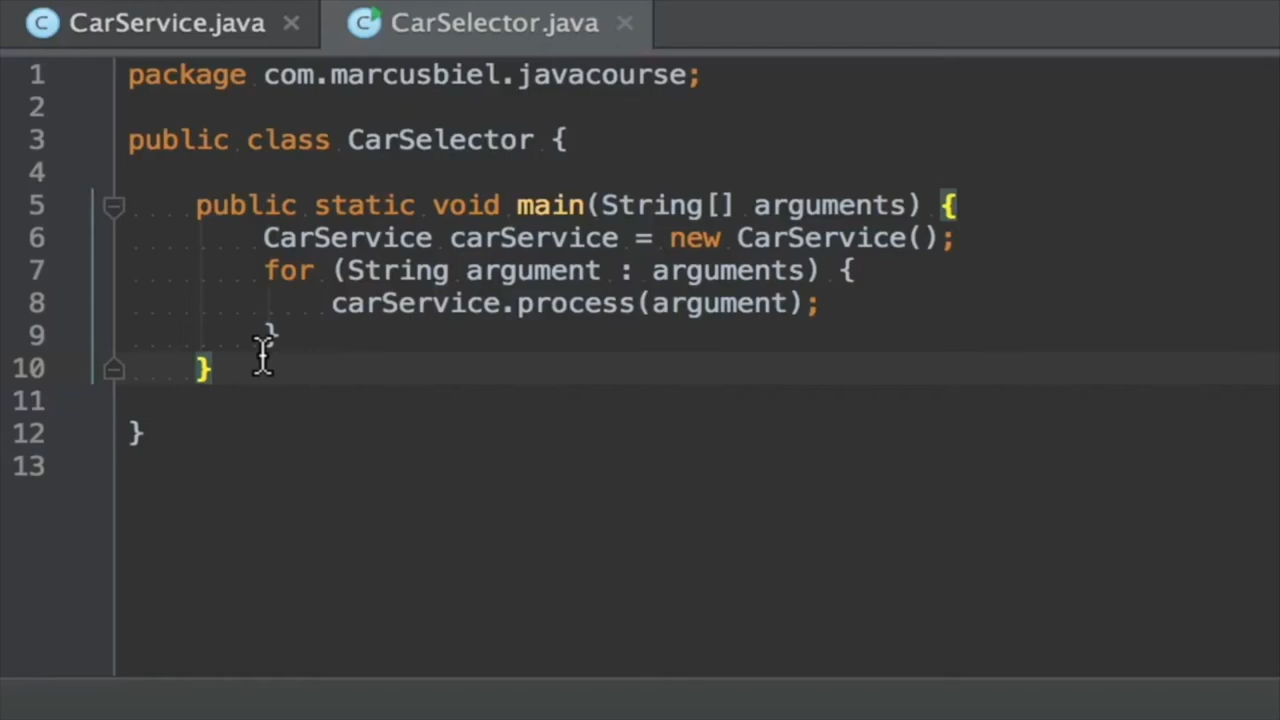 CarService.java CarSelector.java
1 package com.marcusbiel.javacourse;
2
3 public class CarSelector {
4
5 public static void main(String[] arguments) {
6 CarService carService = new CarService();
7 for (String argument : arguments) {
8 carService.process(argument);
9 }
10 }
11
12 }
13